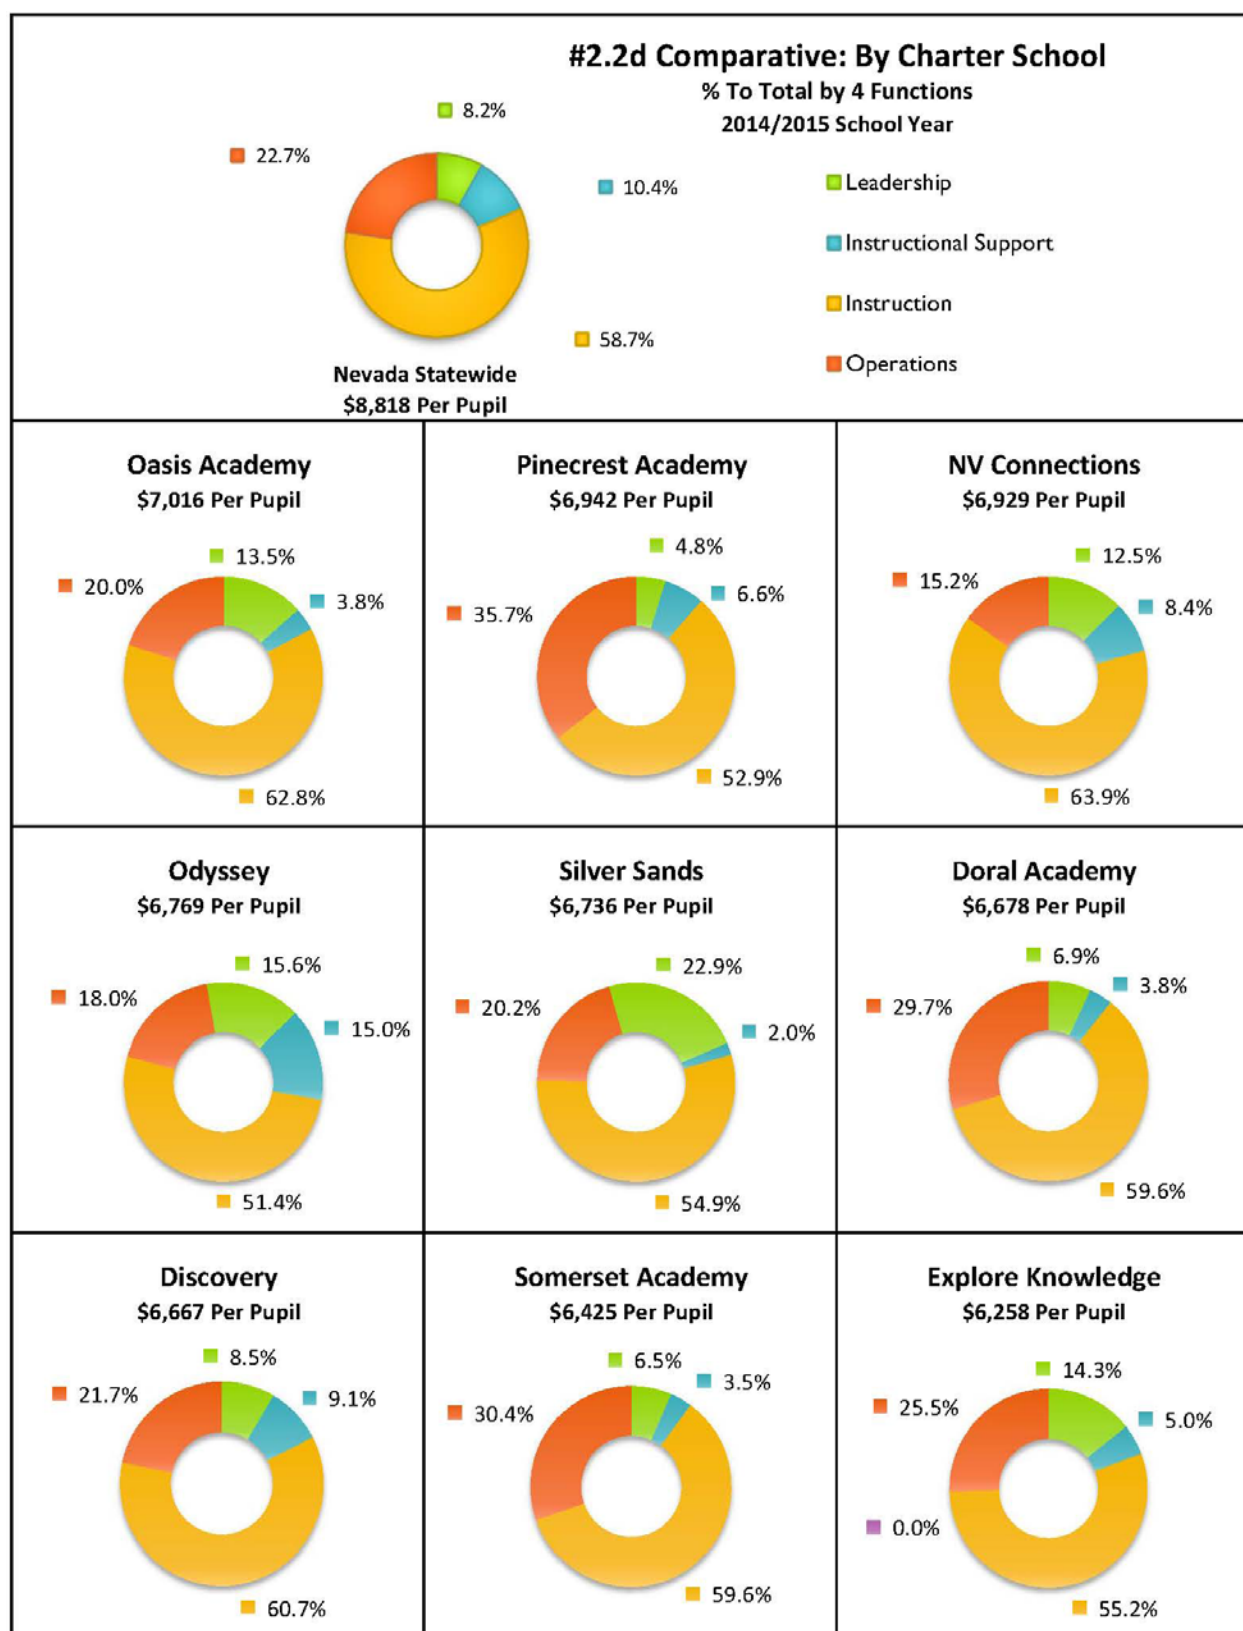 #2.2d Comparative: By Charter School
% To Total by 4 Functions
2014/2015 School Year
8.2%
22.7%
10.4%
58.7%
Leadership
Instructional Support
Instruction
Operations
Nevada Statewide
$8,818 Per Pupil
Oasis Academy
$7,016 Per Pupil
13.5%
20.0%
3.8%
62.8%
Pinecrest Academy
$6,942 Per Pupil
4.8%
6.6%
35.7%
52.9%
NV Connections
$6,929 Per Pupil
12.5%
15.2%
8.4%
63.9%
Odyssey
$6,769 Per Pupil
15.6%
18.0%
15.0%
51.4%
Silver Sands
$6,736 Per Pupil
22.9%
20.2%
2.0%
54.9%
Doral Academy
$6,678 Per Pupil
6.9%
3.8%
29.7%
59.6%
Discovery
$6,667 Per Pupil
8.5%
21.7%
9.1%
60.7%
Somerset Academy
$6,425 Per Pupil
6.5%
3.5%
30.4%
59.6%
Explore Knowledge
$6,258 Per Pupil
14.3%
25.5%
5.0%
0.0%
55.2%